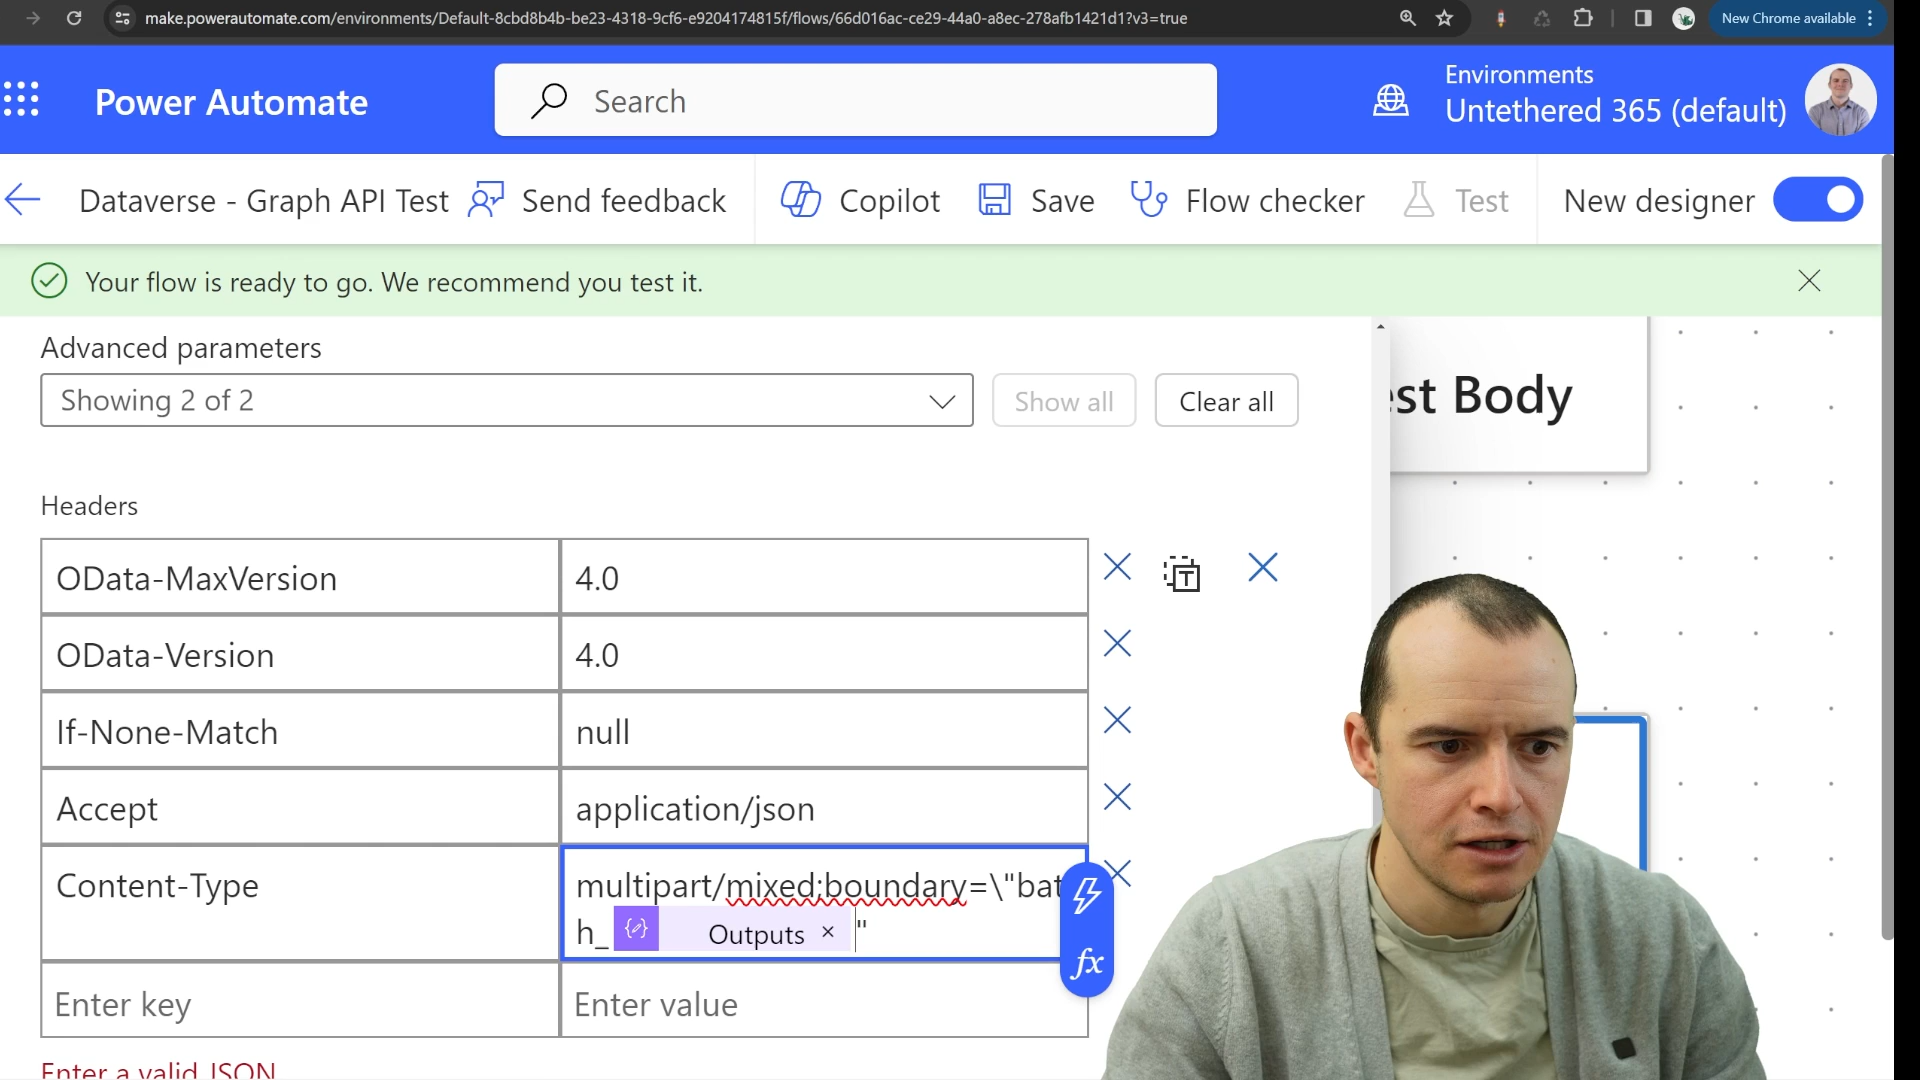 make.powerautomate.com/environments/Default-8cbd8b4b-be23-4318-9cf6-e9204174815f/flows/66d016ac-ce29-44a0-a8ec-278afb1421d1?v3=true
New Chrome available
Power Automate
Search
Environments
Untethered 365 (default)
Dataverse - Graph API Test
Send feedback
Copilot
Save
Flow checker
Test
New designer
Your flow is ready to go. We recommend you test it.
Advanced parameters
Showing 2 of 2
Show all
Clear all
est Body
Headers
OData-MaxVersion
4.0
OData-Version
4.0
If-None-Match
null
Accept
application/json
Content-Type
multipart/mixed;boundary=\"bat
h_ Outputs "
fx
Enter key
Enter value
Enter a valid JSON